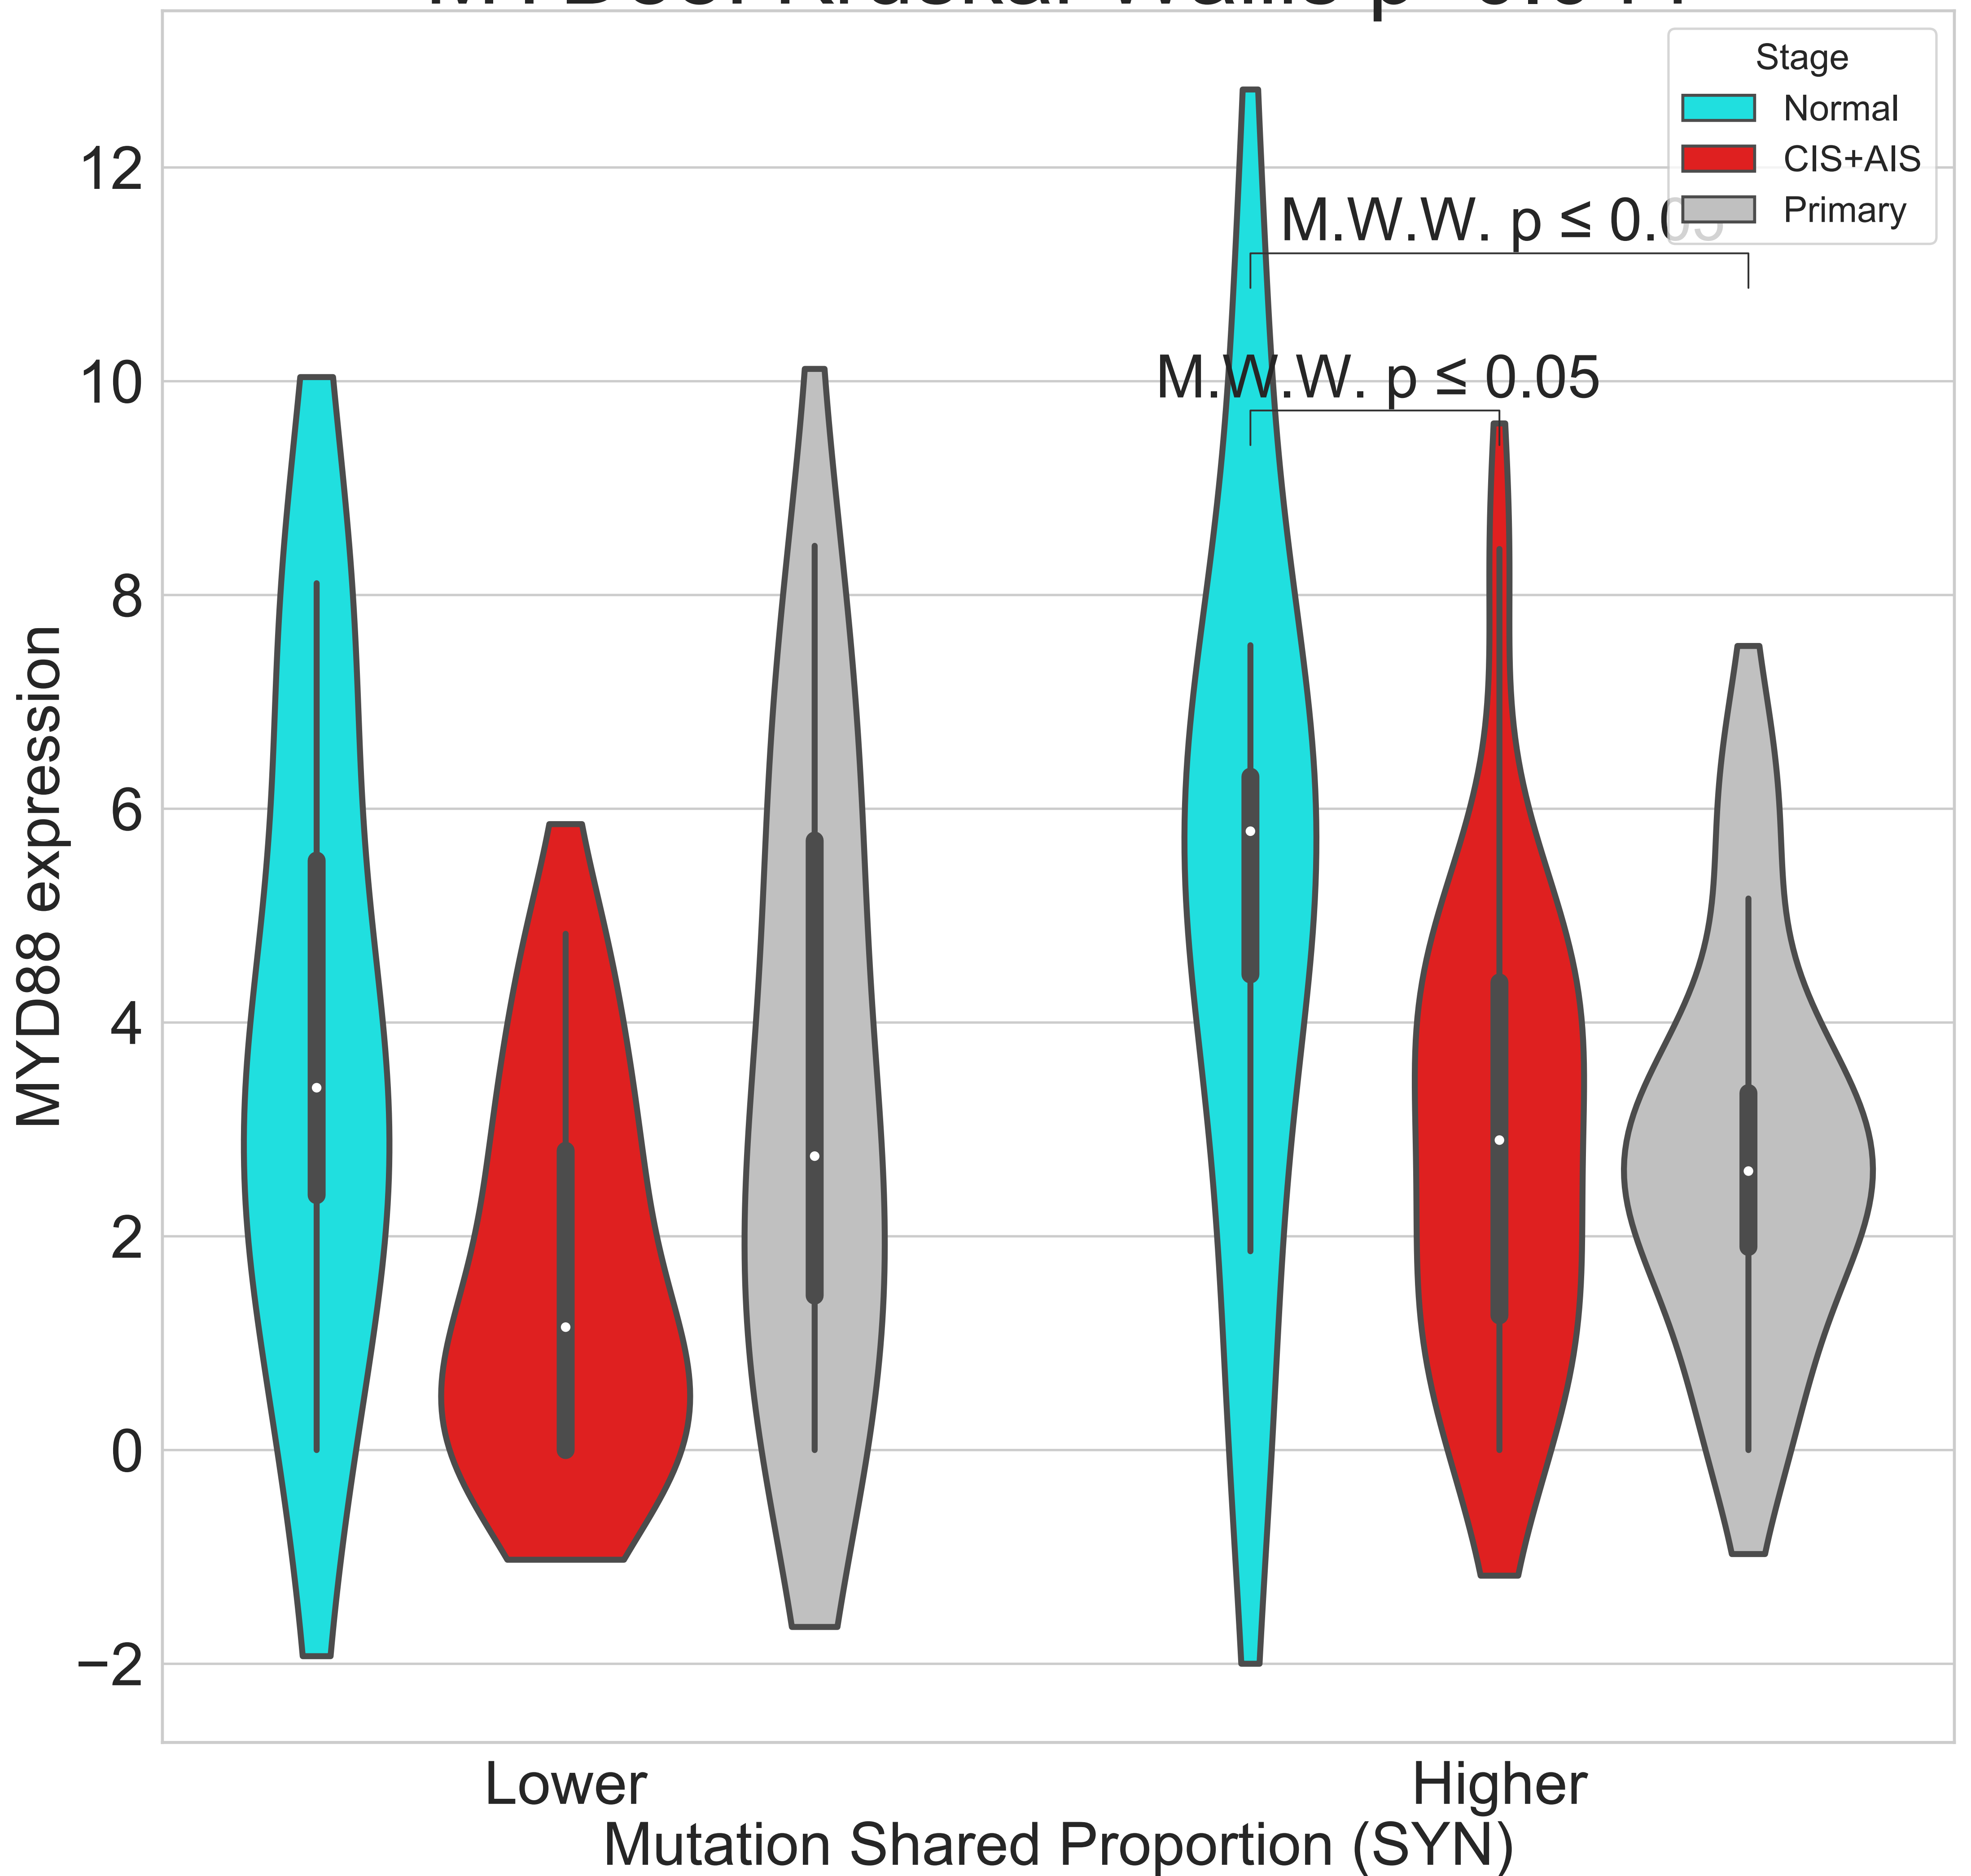 Stage
Normal
CIS+AIS
Primary
12
10
8
6
4
2
0
−2
MYD88 expression
M.W.W. p ≤ 0.05
M.W.W. p ≤ 0.05
Lower
Higher
Mutation Shared Proportion (SYN)